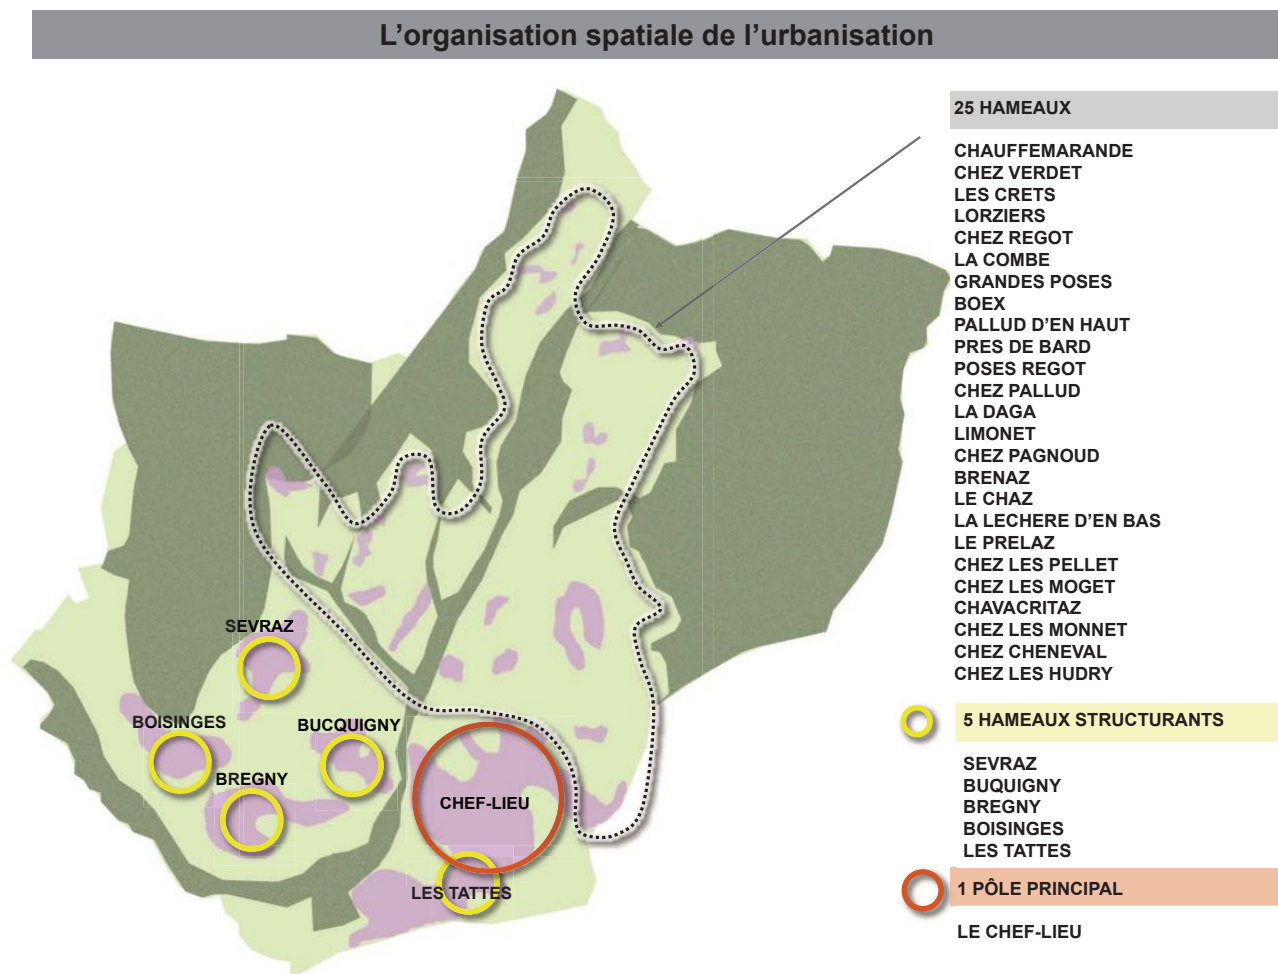 L'organisation spatiale de l'urbanisation
25 HAMEAUX
CHAUFFEMARANDE
CHEZ VERDET
LES CRETS
LORZIERS
CHEZ REGOT
LA COMBE
GRANDES POSES
BOEX
PALLUD D'EN HAUT
PRES DE BARD
POSES REGOT
CHEZ PALLUD
LA DAGA
LIMONET
CHEZ PAGNOUD
BRENAZ
LE CHAZ
LA LECHERE D'EN BAS
LE PRELAZ
CHEZ LES PELLET
CHEZ LES MOGET
CHAVACRITAZ
CHEZ LES MONNET
CHEZ CHENEVAL
CHEZ LES HUDRY
5 HAMEAUX STRUCTURANTS
SEVRAZ
BUQUIGNY
BREGNY
BOISINGES
LES TATTES
1 PÔLE PRINCIPAL
LE CHEF-LIEU
SEVRAZ
BOISINGES
BUCQUIGNY
BREGNY
CHEF-LIEU
LES TATTES